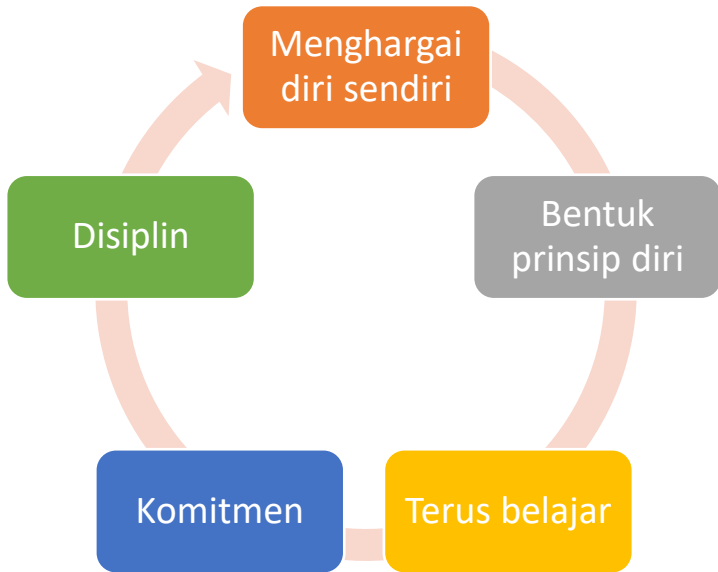 Menghargai
diri sendiri
Bentuk
prinsip diri
Terus belajar
Komitmen
Disiplin